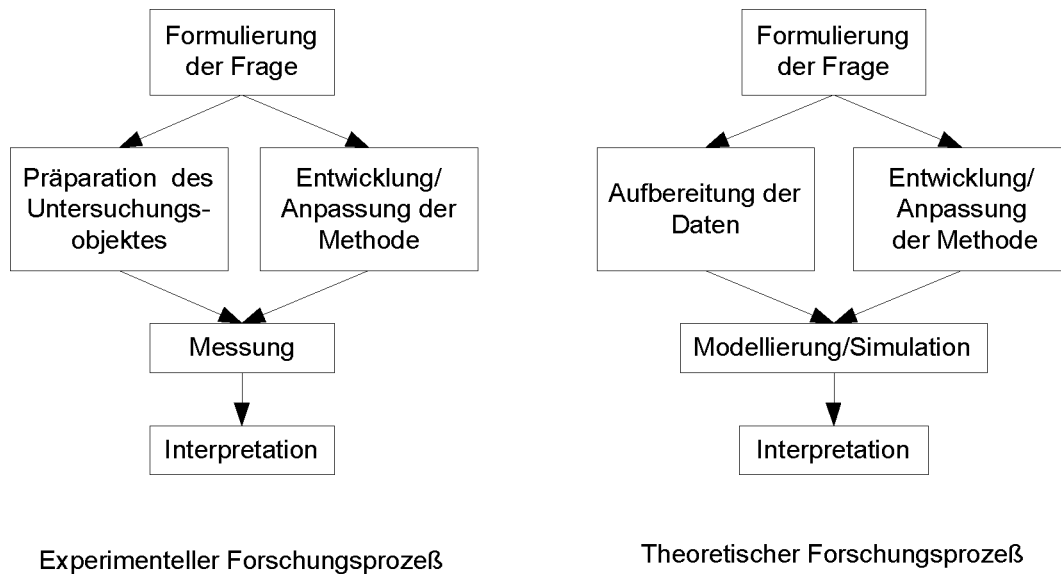 Formulierung
der Frage
Präparation des
Untersuchungs-
objektes
Entwicklung/
Anpassung der
Methode
Messung
Interpretation
Experimenteller Forschungsprozeß
Formulierung
der Frage
Aufbereitung der
Daten
Entwicklung/
Anpassung
der Methode
Modellierung/Simulation
Interpretation
Theoretischer Forschungsprozeß